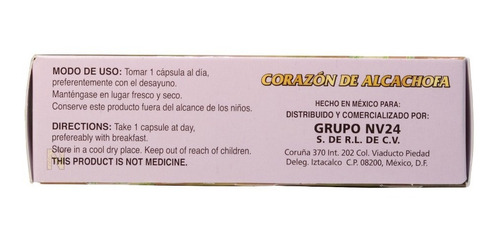 MODO DE USO: Tomar 1 cápsula al día,
preferentemente con el desayuno.
Manténgase en lugar fresco y seco.
Conserve este producto fuera del alcance de los niños.
DIRECTIONS: Take 1 capsule at day,
prefereably with breakfast.
Store in a cool dry place. Keep out of reach of children.
THIS PRODUCT IS NOT MEDICINE.
CORAZÓN DE ALCACHOFA
HECHO EN MÉXICO PARA:
DISTRIBUIDO Y COMERCIALIZADO POR:
GRUPO NV24
S. DE R.L. DE C.V.
Coruña 370 Int. 202 Col. Viaducto Piedad
Deleg. Iztacalco C.P. 08200, México, D.F.